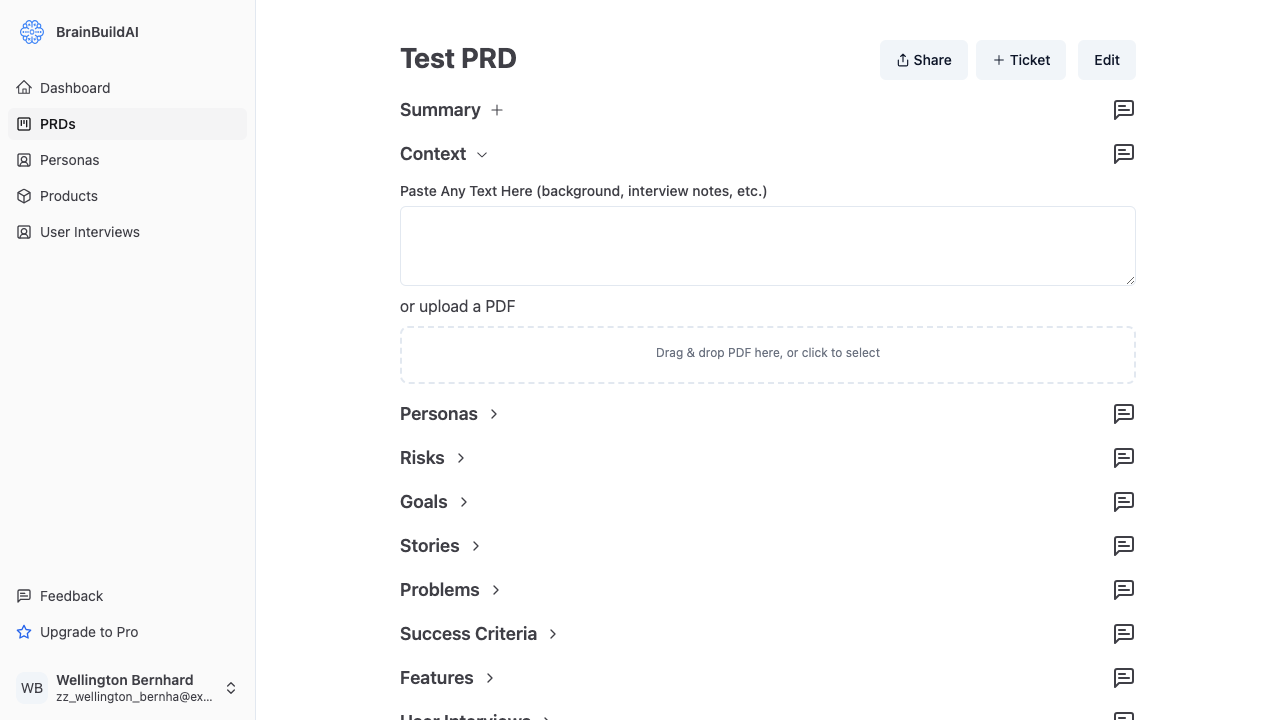 BrainBuildAI
Dashboard
PRDs
Personas
Products
User Interviews
Feedback
Upgrade to Pro
WB
Wellington Bernhard
zz_wellington_bernha@ex...
Test PRD
Share
Ticket
Edit
Summary
Context
Paste Any Text Here (background, interview notes, etc.)
or upload a PDF
Drag & drop PDF here, or click to select
Personas
Risks
Goals
Stories
Problems
Success Criteria
Features
User Interviews